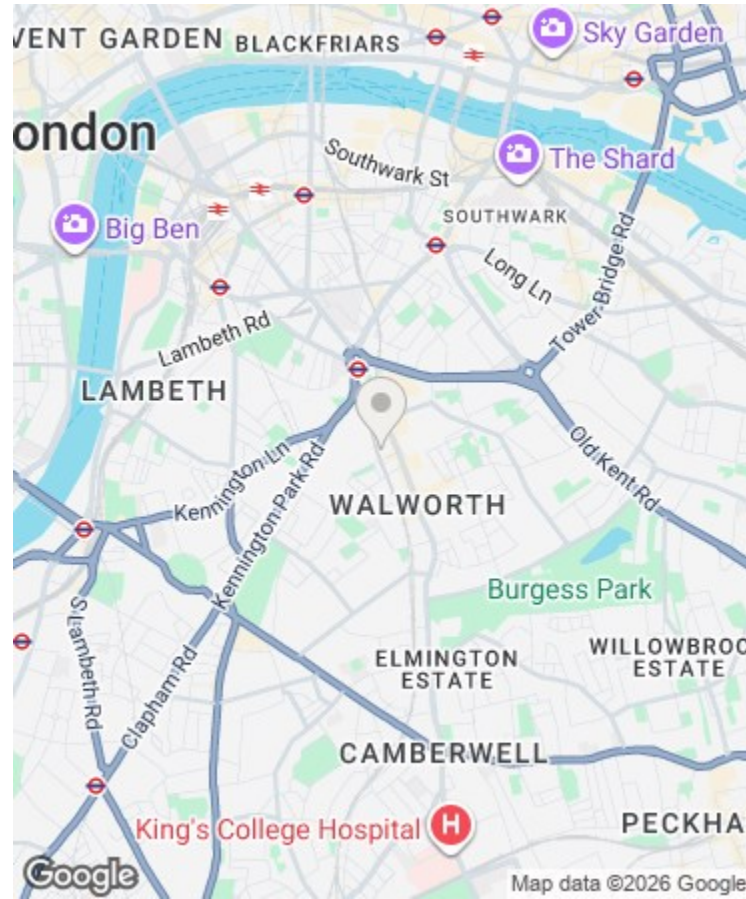 VENT GARDEN
BLACKFRIARS
Sky Garden
ondon
Southwark St
The Shard
SOUTHWARK
Big Ben
Long Ln
Tower Bridge Rd
Lambeth Rd
LAMBETH
Kennington Ln
Kennington Park Rd
Old Kent Rd
WALWORTH
Burgess Park
S Lambeth Rd
Clapham Rd
ELMINGTON
ESTATE
WILLOWBROO
ESTATE
CAMBERWELL
King's College Hospital
H
PECKHA
Google
Map data ©2026 Google